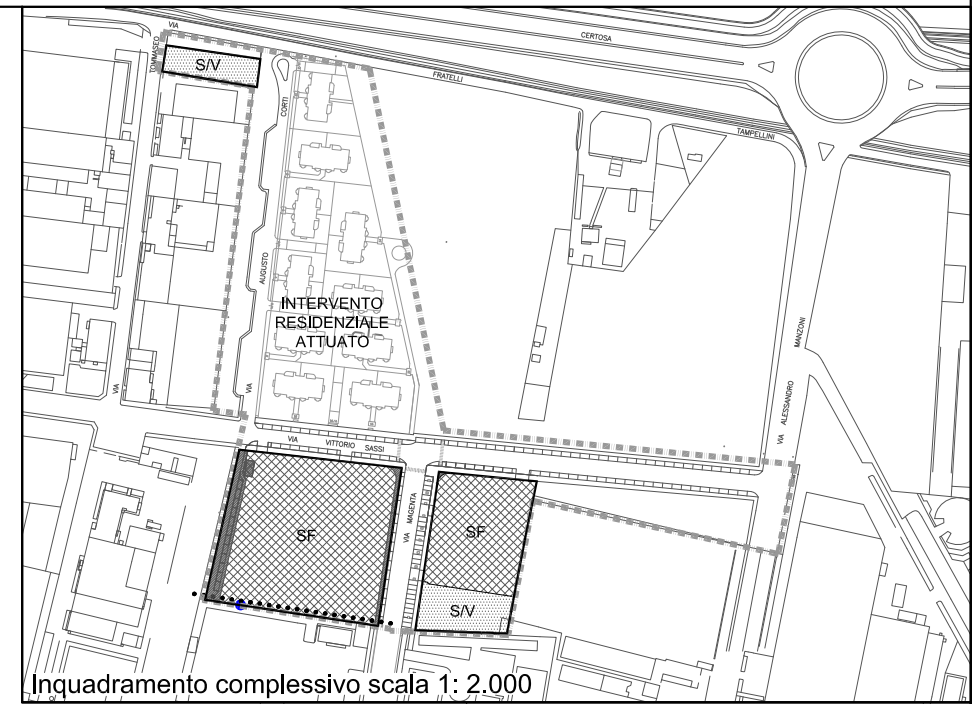 VIA
CERTOSA
TOMMASEO
S/V
FRATELLI
CORTI
TAMPELLINI
AUGUSTO
INTERVENTO
RESIDENZIALE
ATTUATO
MANZONI
ALESSANDRO
VIA
VIA
VIA
VIA VITTORIO SASSI
MAGENTA
VIA
SF
SF
S/V
Inquadramento complessivo scala 1: 2.000